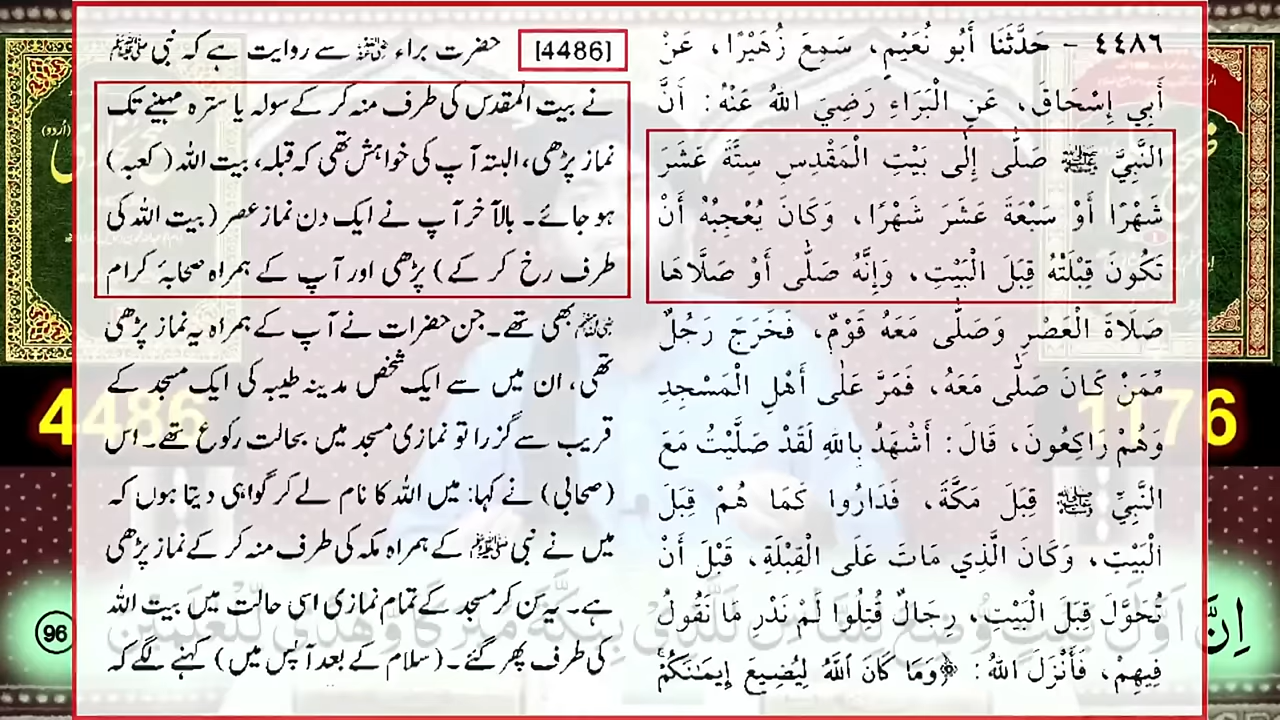 ٤٤٨٦ - حَدَّثَنَا أَبُو نُعَيْمٍ، سَمِعَ زُهَيْرًا، عَنْ
أَبِي إِسْحَاقَ، عَنِ الْبَرَاءِ رَضِيَ اللهُ عَنْهُ: أَنَّ
النَّبِيَّ ﷺ صَلَّى إِلَى بَيْتِ الْمَقْدِسِ سِتَّةَ عَشَرَ
شَهْرًا أَوْ سَبْعَةَ عَشَرَ شَهْرًا، وَكَانَ يُعْجِبُهُ أَنْ
تَكُونَ قِبْلَتُهُ قِبَلَ الْبَيْتِ، وَإِنَّهُ صَلَّى أَوْ صَلَّاهَا
صَلَاةَ الْعَصْرِ وَصَلَّى مَعَهُ قَوْمٌ، فَخَرَجَ رَجُلٌ
مِّمَنْ كَانَ صَلَّى مَعَهُ، فَمَرَّ عَلَى أَهْلِ الْمَسْجِدِ
وَهُمْ رَاكِعُونَ، قَالَ: أَشْهَدُ بِاللهِ لَقَدْ صَلَّيْتُ مَعَ
النَّبِيِّ ﷺ قِبَلَ مَكَّةَ، فَدَارُوا كَمَا هُمْ قِبَلَ
الْبَيْتِ، وَكَانَ الَّذِي مَاتَ عَلَى الْقِبْلَةِ، قَبْلَ أَنْ
تُحَوَّلَ قِبَلَ الْبَيْتِ، رِجَالٌ قُتِلُوا لَمْ نَدْرِ مَا نَقُولُ
فِيهِمْ، فَأَنْزَلَ اللهُ: ﴿وَمَا كَانَ ٱللَّهُ لِيُضِيعَ إِيمَـٰنَكُمْ
[4486] حضرت براء رضی اللہ عنہ سے روایت ہے کہ نبی ﷺ
نے بیت المقدس کی طرف منہ کر کے سولہ یا سترہ مہینے تک
نماز پڑھی، البتہ آپ کی خواہش تھی کہ قبلہ، بیت اللہ (کعبہ)
ہو جائے۔ بالآخر آپ نے ایک دن نماز عصر (بیت اللہ کی
طرف رخ کر کے) پڑھی اور آپ کے ہمراہ صحابۂ کرام
بھی تھے۔ جن حضرات نے آپ کے ہمراہ یہ نماز پڑھی
تھی، ان میں سے ایک شخص مدینہ طیبہ کی ایک مسجد کے
قریب سے گزرا تو نمازی مسجد میں بحالت رکوع تھے۔ اس
(صحابی) نے کہا: میں اللہ کا نام لے کر گواہی دیتا ہوں کہ
میں نے نبی ﷺ کے ہمراہ مکہ کی طرف منہ کر کے نماز پڑھی
ہے۔ یہ سن کر مسجد کے تمام نمازی اسی حالت میں بیت اللہ
کی طرف پھر گئے۔ (سلام کے بعد آپس میں) کہنے لگے کہ
4486
1176
إِنَّ أَوَّلَ بَيْتٍ وُضِعَ لِلنَّاسِ لَلَّذِي بِبَكَّةَ مُبَارَكًا وَهُدًى لِلْعَالَمِينَ 96
(اُردو)